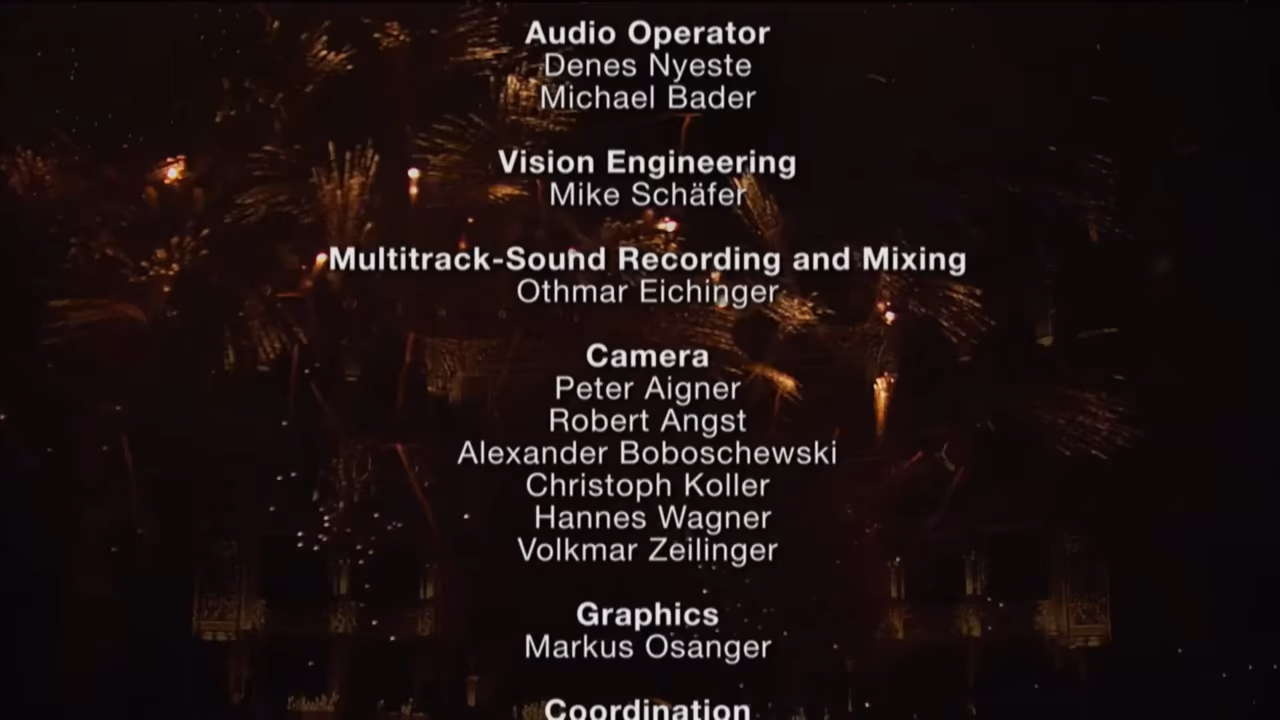 Audio Operator
Denes Nyeste
Michael Bader
Vision Engineering
Mike Schäfer
Multitrack-Sound Recording and Mixing
Othmar Eichinger
Camera
Peter Aigner
Robert Angst
Alexander Boboschewski
Christoph Koller
Hannes Wagner
Volkmar Zeilinger
Graphics
Markus Osanger
Coordination